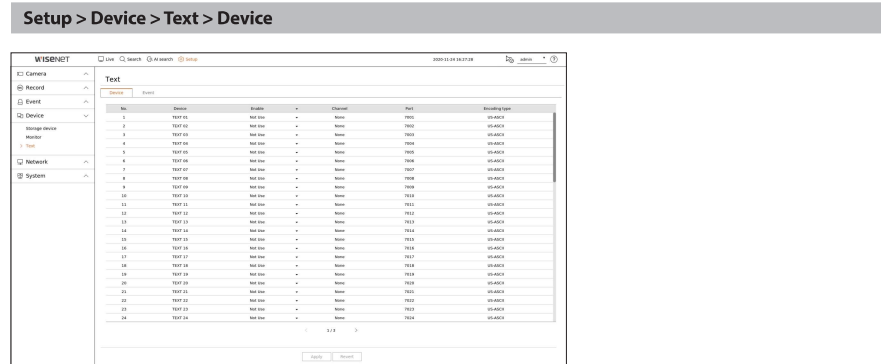 Setup > Device > Text > Device
WISENET
Live Search AI search Setup
2020-11-14 16:27:28
admin
Camera
Record
Event
Device
Storage device
Monitor
> Text
Network
System
Text
Device Event
No. Device Enable Channel Port Encoding type
1 TEXT 01 Not Use None 7001 US-ASCII
2 TEXT 02 Not Use None 7002 US-ASCII
3 TEXT 03 Not Use None 7003 US-ASCII
4 TEXT 04 Not Use None 7004 US-ASCII
5 TEXT 05 Not Use None 7005 US-ASCII
6 TEXT 06 Not Use None 7006 US-ASCII
7 TEXT 07 Not Use None 7007 US-ASCII
8 TEXT 08 Not Use None 7008 US-ASCII
9 TEXT 09 Not Use None 7009 US-ASCII
10 TEXT 10 Not Use None 7010 US-ASCII
11 TEXT 11 Not Use None 7011 US-ASCII
12 TEXT 12 Not Use None 7012 US-ASCII
13 TEXT 13 Not Use None 7013 US-ASCII
14 TEXT 14 Not Use None 7014 US-ASCII
15 TEXT 15 Not Use None 7015 US-ASCII
16 TEXT 16 Not Use None 7016 US-ASCII
17 TEXT 17 Not Use None 7017 US-ASCII
18 TEXT 18 Not Use None 7018 US-ASCII
19 TEXT 19 Not Use None 7019 US-ASCII
20 TEXT 20 Not Use None 7020 US-ASCII
21 TEXT 21 Not Use None 7021 US-ASCII
22 TEXT 22 Not Use None 7022 US-ASCII
23 TEXT 23 Not Use None 7023 US-ASCII
24 TEXT 24 Not Use None 7024 US-ASCII
< 1 / 3 >
Apply Revert